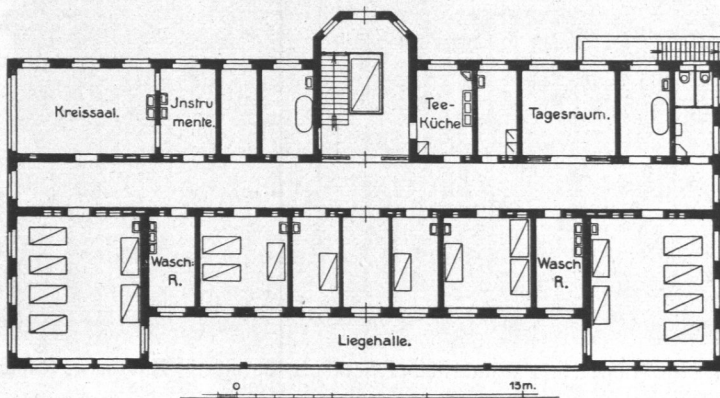 Kreissaal.
Jnstru
mente.
Tee-
Küche
Tagesraum.
Wasch-
R.
Wasch
R.
Liegehalle.
0 15m.